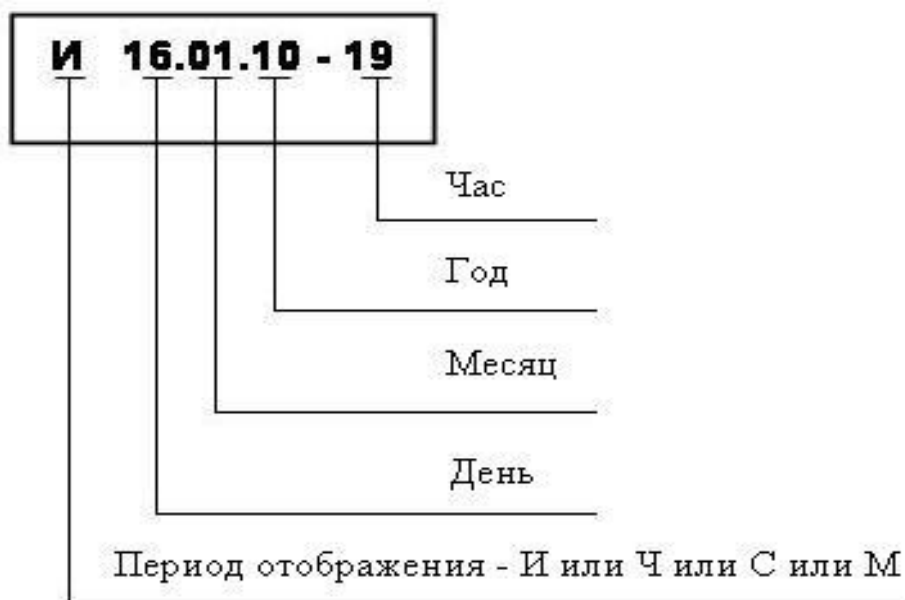 И 16.01.10 - 19
Час
Год
Месяц
День
Период отображения - И или Ч или С или М